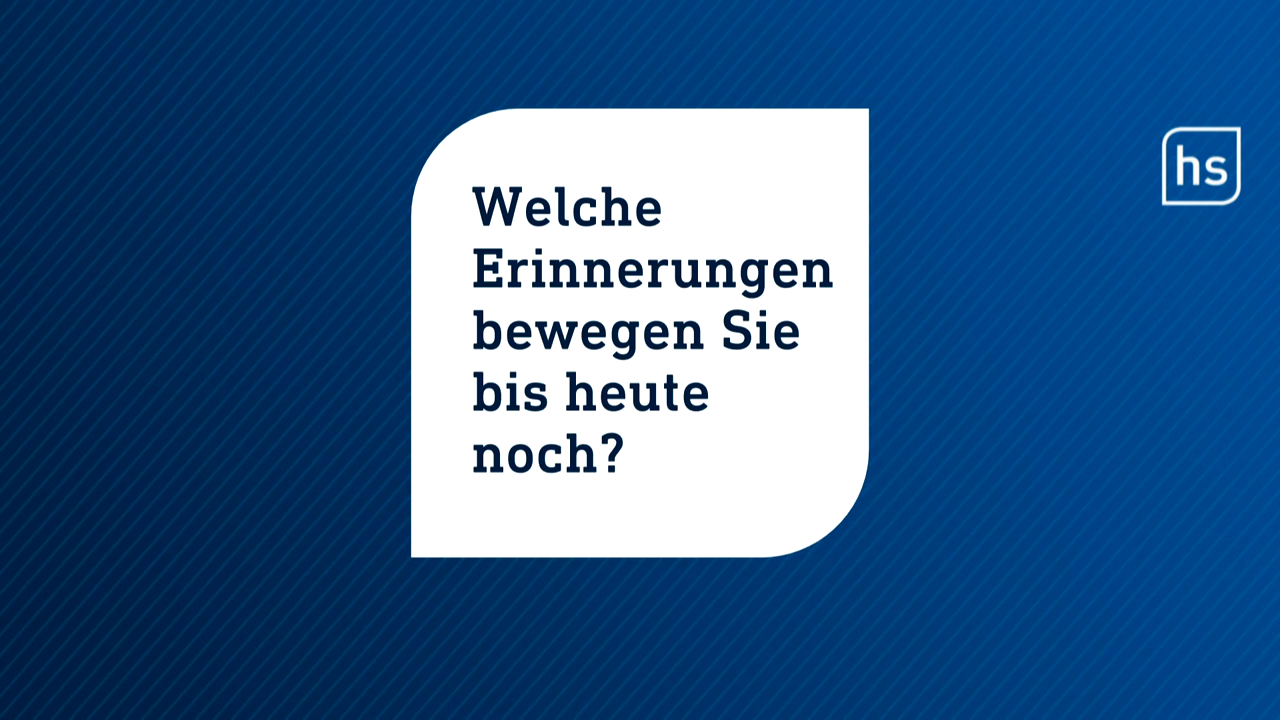 Welche
Erinnerungen
bewegen Sie
bis heute
noch?
hs